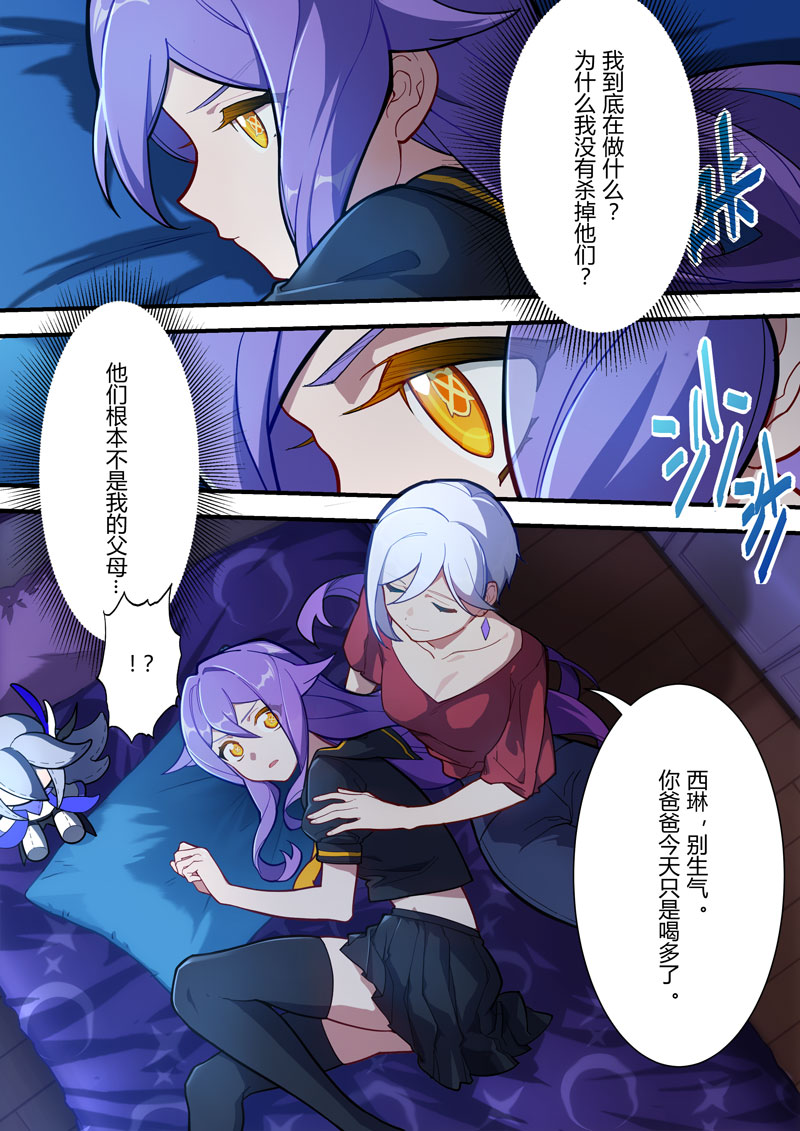 我到底在做什么？
为什么我没有杀掉他们？
咔
他们根本不是我的父母…
沙沙
！？
西琳，别生气。
你爸爸今天只是喝多了。